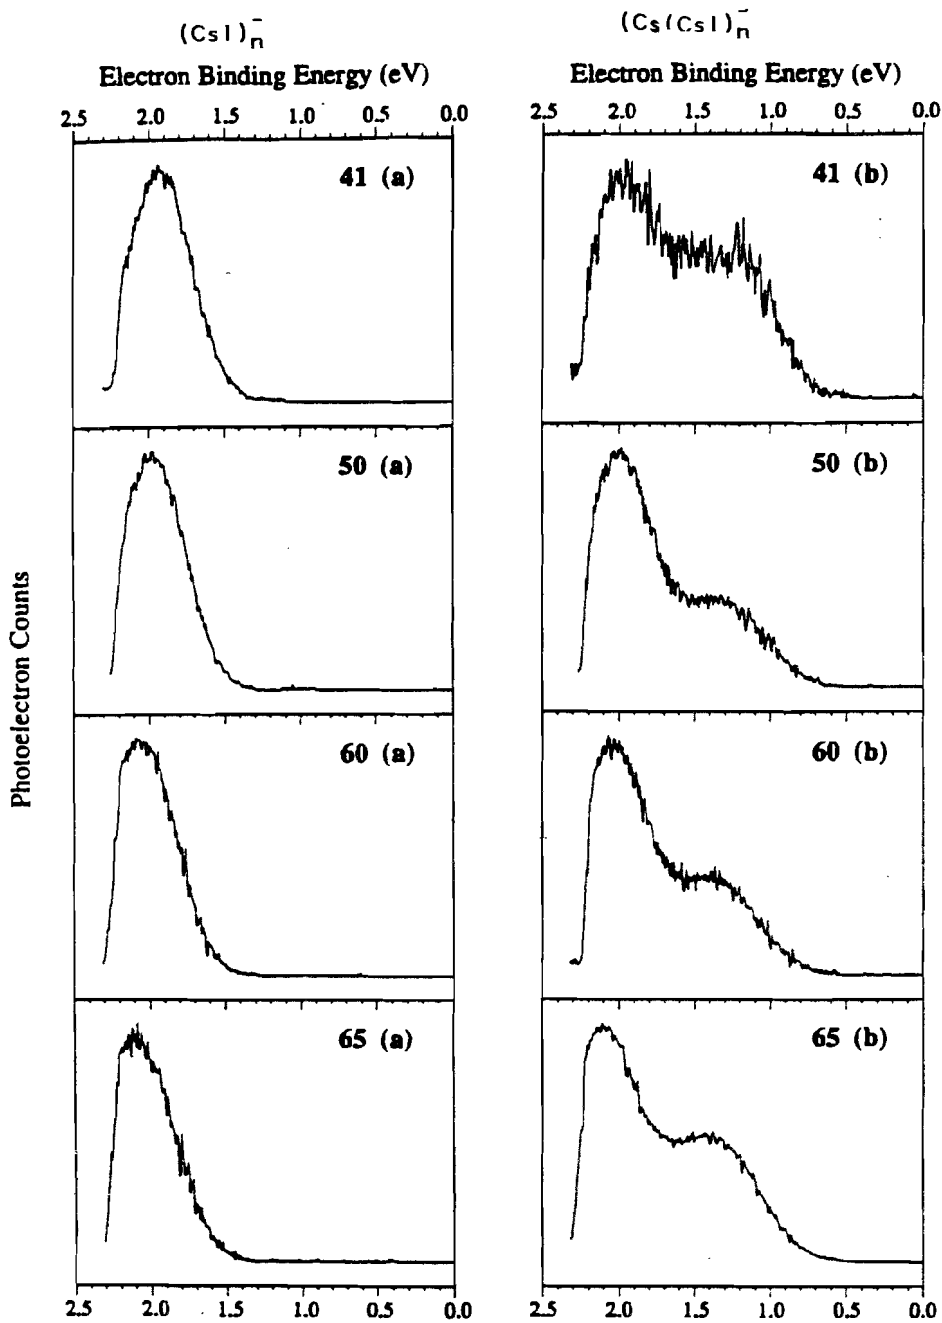 (CsI)n⁻ (Cs(CsI)n⁻
Electron Binding Energy (eV) Electron Binding Energy (eV)
2.5 2.0 1.5 1.0 0.5 0.0 2.5 2.0 1.5 1.0 0.5 0.0
41 (a) 41 (b)
50 (a) 50 (b)
Photoelectron Counts
60 (a) 60 (b)
65 (a) 65 (b)
2.5 2.0 1.5 1.0 0.5 0.0 2.5 2.0 1.5 1.0 0.5 0.0